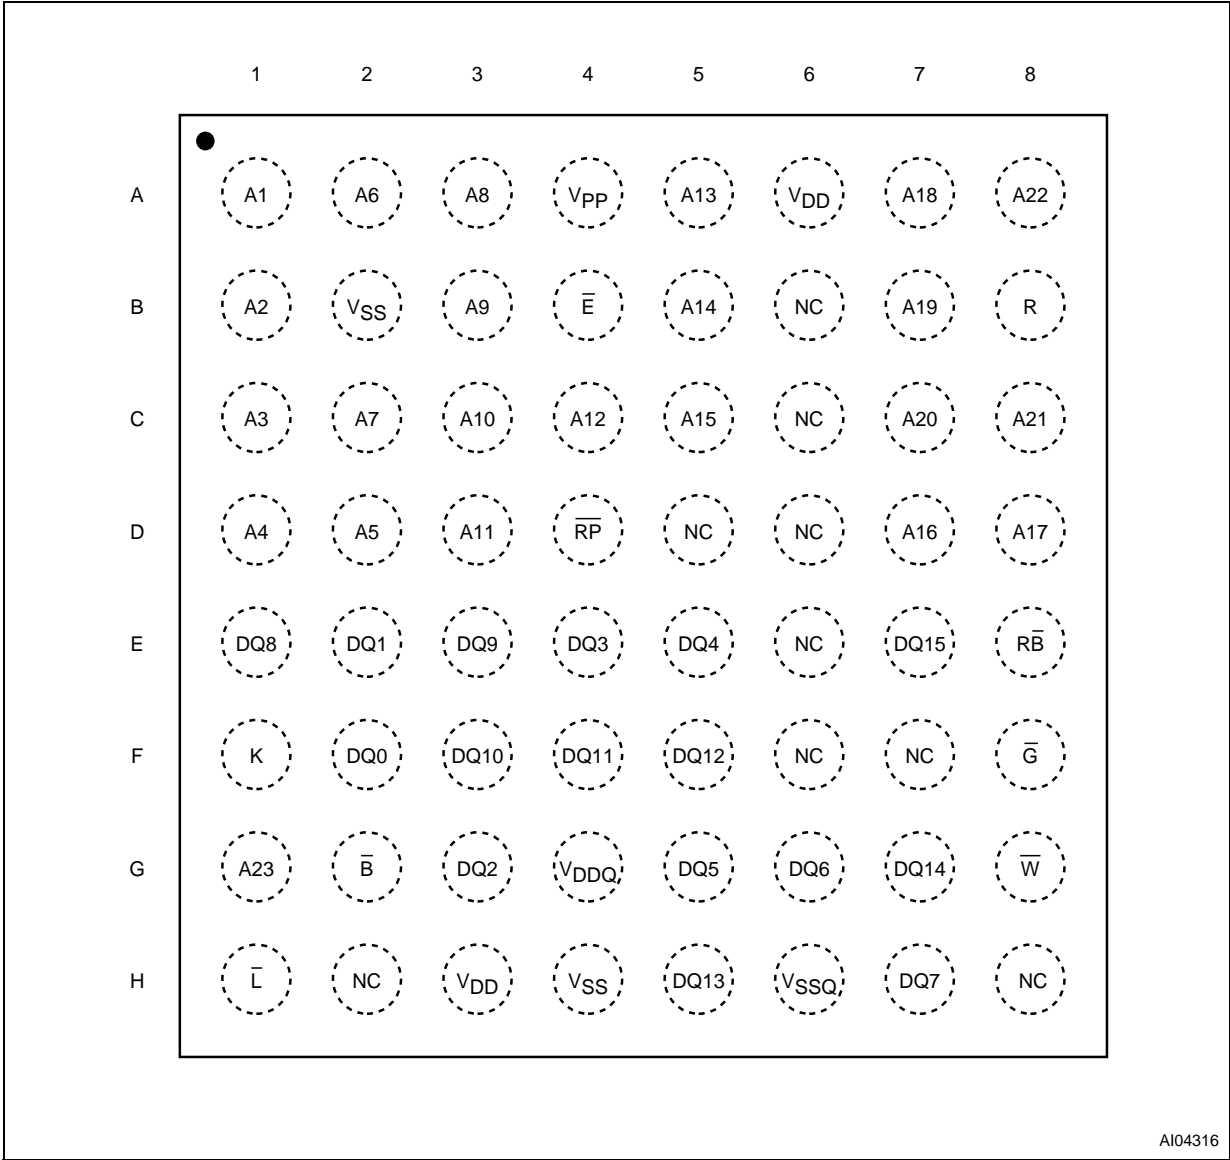 1 2 3 4 5 6 7 8
A A1 A6 A8 VPP A13 VDD A18 A22
B A2 VSS A9 E̅ A14 NC A19 R
C A3 A7 A10 A12 A15 NC A20 A21
D A4 A5 A11 R̅P̅ NC NC A16 A17
E DQ8 DQ1 DQ9 DQ3 DQ4 NC DQ15 RB̅
F K DQ0 DQ10 DQ11 DQ12 NC NC G̅
G A23 B̅ DQ2 VDDQ DQ5 DQ6 DQ14 W̅
H L̅ NC VDD VSS DQ13 VSSQ DQ7 NC
AI04316